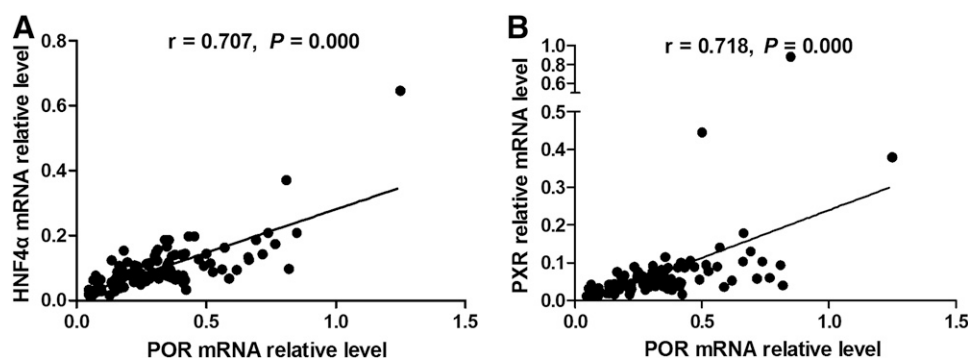 A
r = 0.707, P = 0.000
HNF4α mRNA relative level
0.8
0.6
0.4
0.2
0.0
0.0 0.5 1.0 1.5
POR mRNA relative level
B
r = 0.718, P = 0.000
PXR relative mRNA level
1.0
0.8
0.6
0.5
0.4
0.3
0.2
0.1
0.0
0.0 0.5 1.0 1.5
POR mRNA relative level